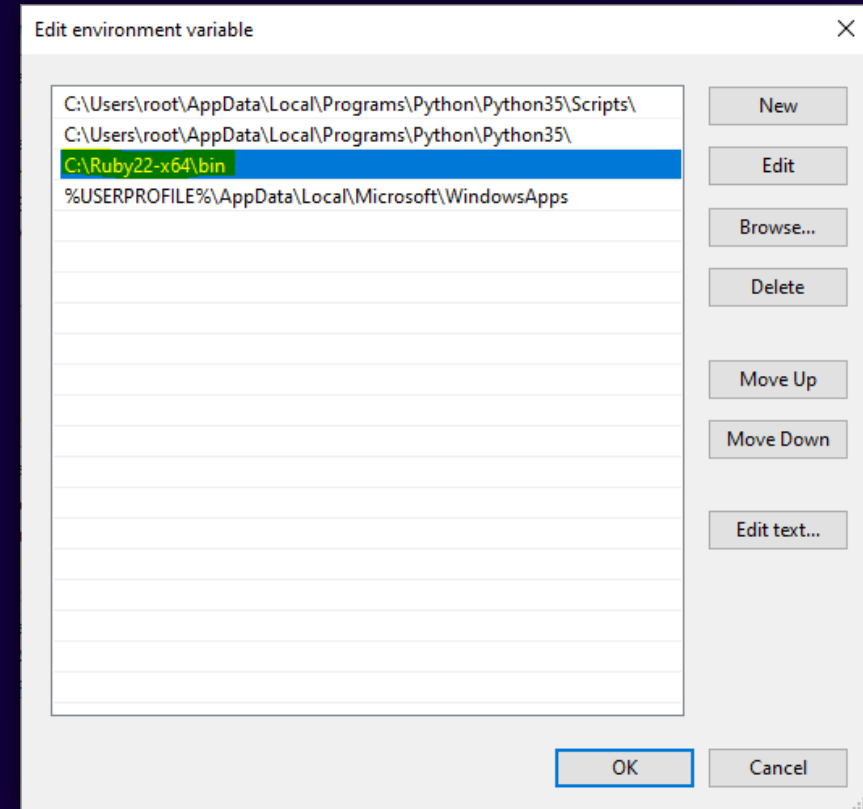 Edit environment variable
C:\Users\root\AppData\Local\Programs\Python\Python35\Scripts\
C:\Users\root\AppData\Local\Programs\Python\Python35\
C:\Ruby22-x64\bin
%USERPROFILE%\AppData\Local\Microsoft\WindowsApps
New
Edit
Browse...
Delete
Move Up
Move Down
Edit text...
OK
Cancel